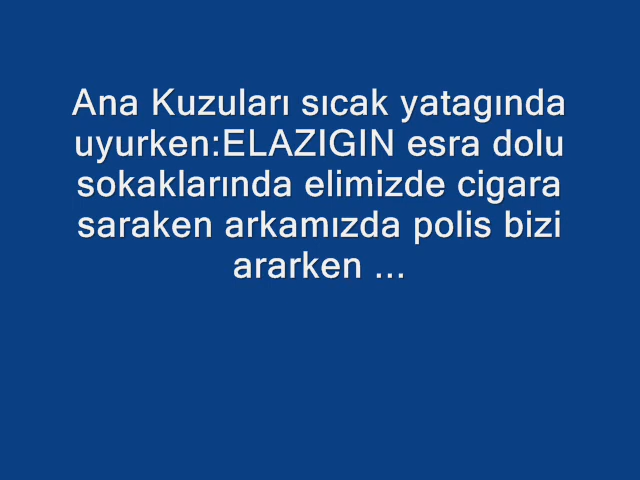 Ana Kuzuları sıcak yatagında
uyurken:ELAZIGIN esra dolu
sokaklarında elimizde cigara
saraken arkamızda polis bizi
ararken ...